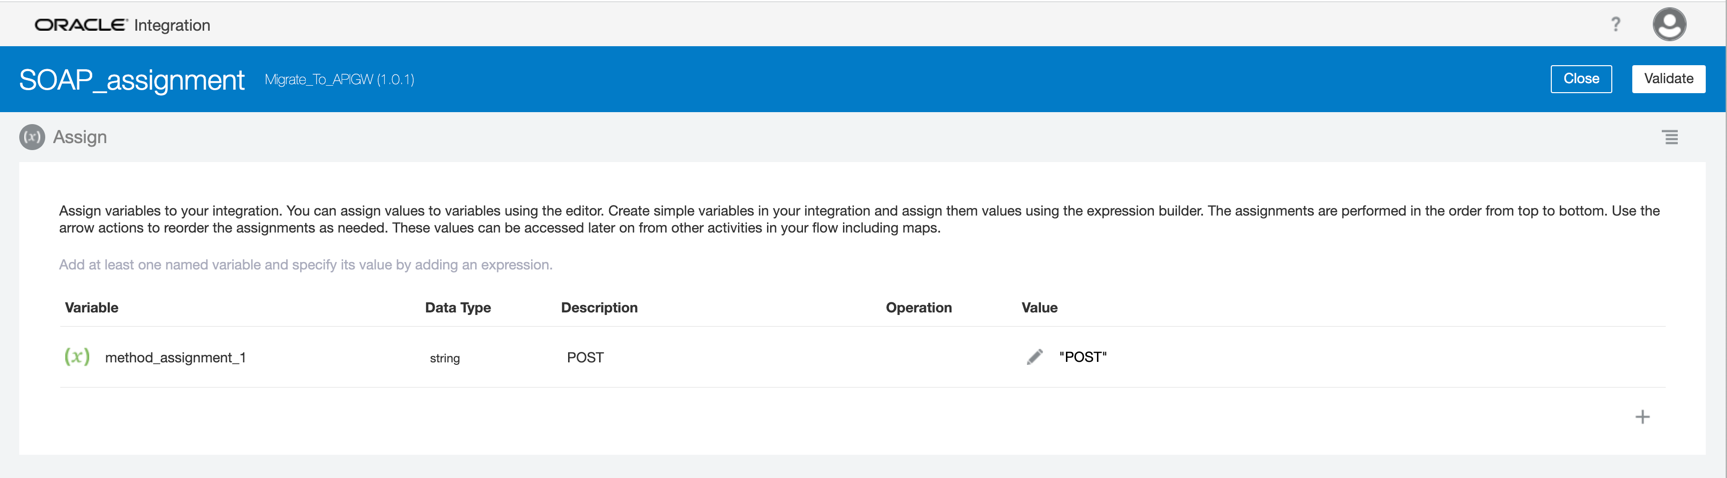 ORACLE Integration
?
SOAP_assignment Migrate_To_APIGW (1.0.1)
Close Validate
(x) Assign
Assign variables to your integration. You can assign values to variables using the editor. Create simple variables in your integration and assign them values using the expression builder. The assignments are performed in the order from top to bottom. Use the
arrow actions to reorder the assignments as needed. These values can be accessed later on from other activities in your flow including maps.
Add at least one named variable and specify its value by adding an expression.
Variable Data Type Description Operation Value
(x) method_assignment_1 string POST "POST"